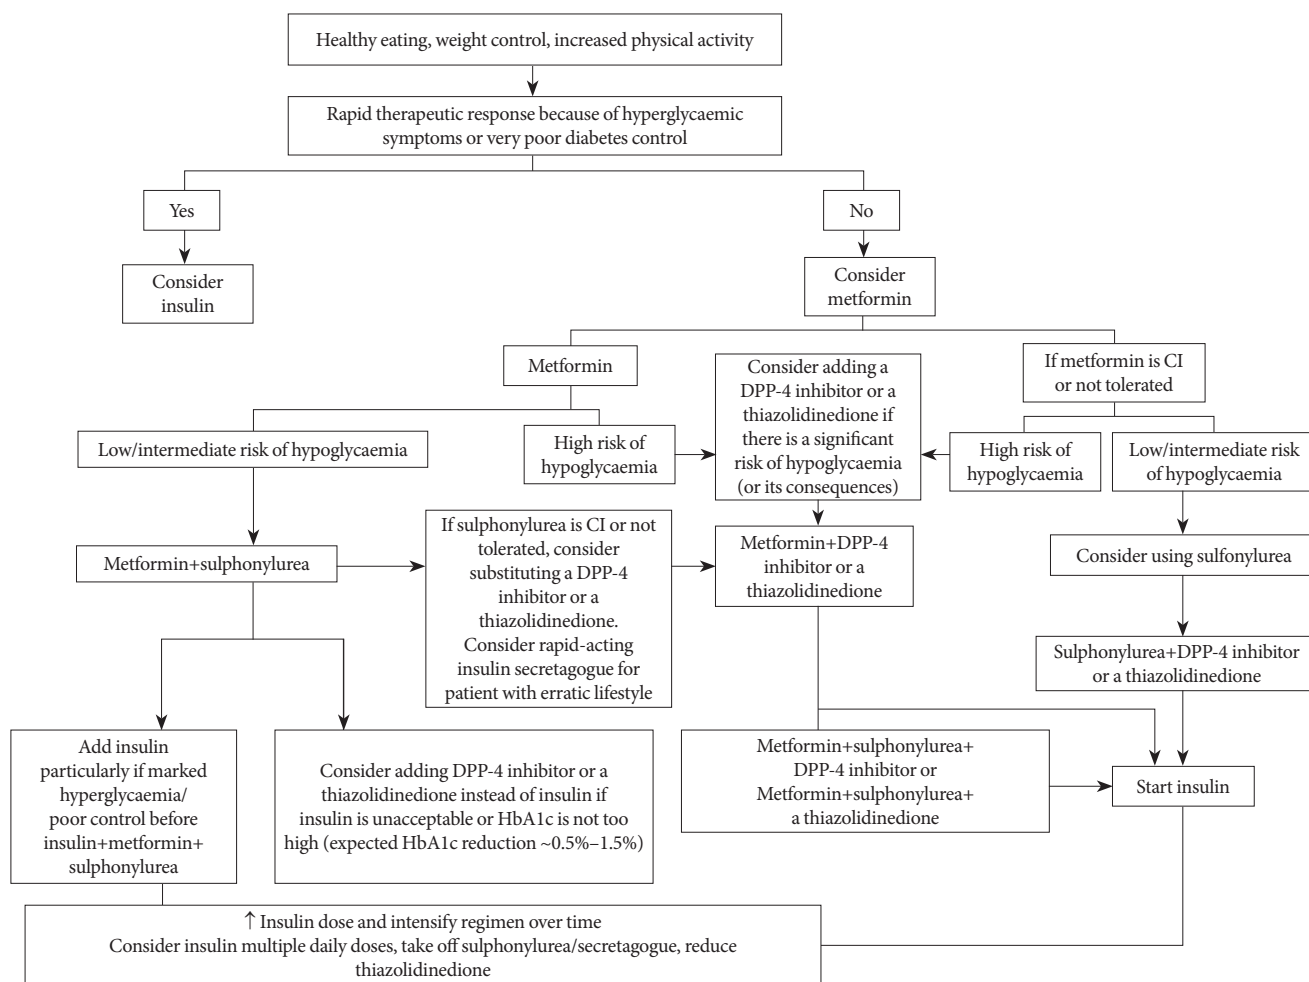 Healthy eating, weight control, increased physical activity
Rapid therapeutic response because of hyperglycaemic
symptoms or very poor diabetes control
Yes
No
Consider
insulin
Consider
metformin
Metformin
Consider adding a
DPP-4 inhibitor or a
thiazolidinedione if
there is a significant
risk of hypoglycaemia
(or its consequences)
If metformin is CI
or not tolerated
Low/intermediate risk of hypoglycaemia
High risk of
hypoglycaemia
High risk of
hypoglycaemia
Low/intermediate risk
of hypoglycaemia
Metformin+sulphonylurea
If sulphonylurea is CI or not
tolerated, consider
substituting a DPP-4
inhibitor or a
thiazolidinedione.
Consider rapid-acting
insulin secretagogue for
patient with erratic lifestyle
Metformin+DPP-4
inhibitor or a
thiazolidinedione
Consider using sulfonylurea
Sulphonylurea+DPP-4 inhibitor
or a thiazolidinedione
Add insulin
particularly if marked
hyperglycaemia/
poor control before
insulin+metformin+
sulphonylurea
Consider adding DPP-4 inhibitor or a
thiazolidinedione instead of insulin if
insulin is unacceptable or HbA1c is not too
high (expected HbA1c reduction ~0.5%–1.5%)
Metformin+sulphonylurea+
DPP-4 inhibitor or
Metformin+sulphonylurea+
a thiazolidinedione
Start insulin
↑ Insulin dose and intensify regimen over time
Consider insulin multiple daily doses, take off sulphonylurea/secretagogue, reduce
thiazolidinedione